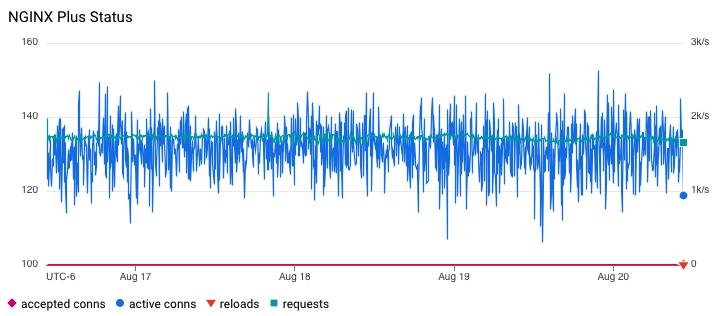 NGINX Plus Status
160
3k/s
140
2k/s
120
1k/s
100
0
UTC-6
Aug 17
Aug 18
Aug 19
Aug 20
accepted conns
active conns
reloads
requests